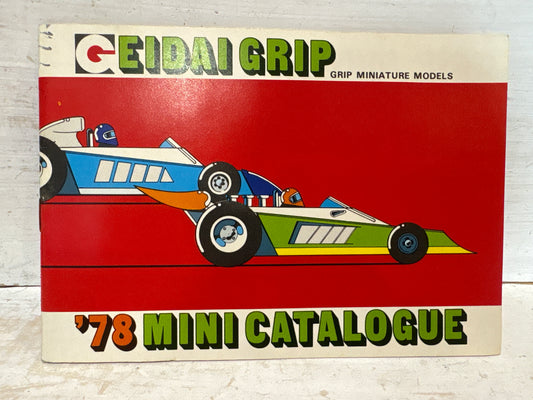 EIDAI GRIP
GRIP MINIATURE MODELS
'78 MINI CATALOGUE